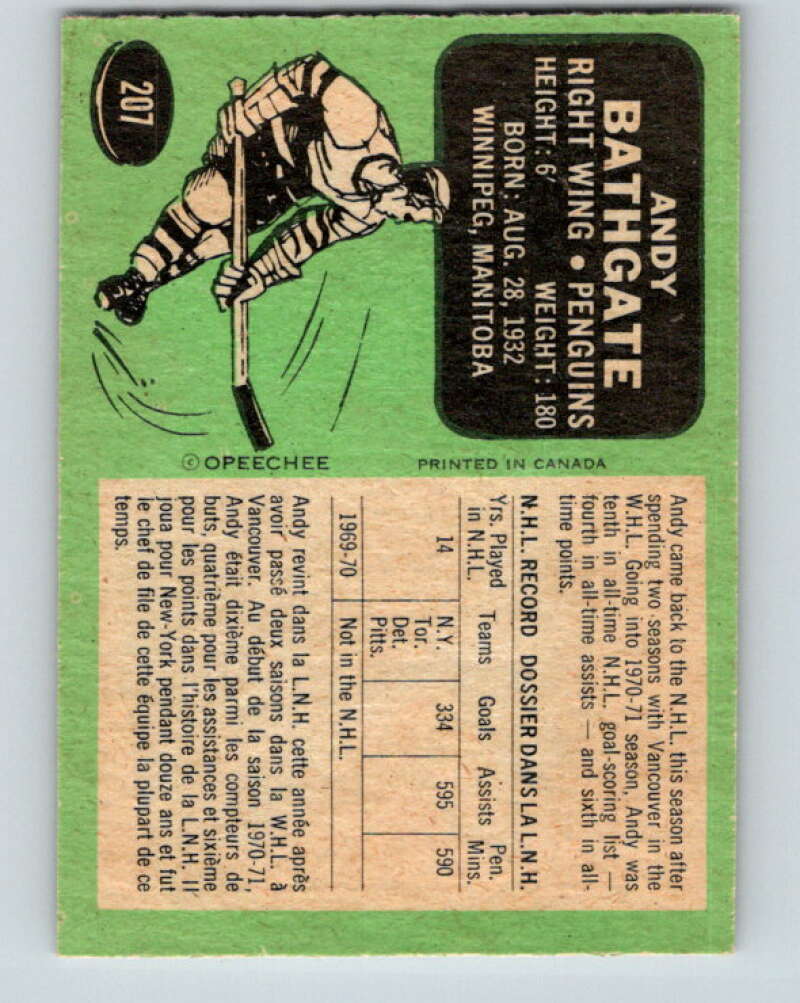 207
ANDY
BATHGATE
RIGHT WING • PENGUINS
HEIGHT: 6' WEIGHT: 180
BORN: AUG. 28, 1932
WINNIPEG, MANITOBA
© OPEECHEE
PRINTED IN CANADA
Andy came back to the N.H.L. this season after
spending two seasons with Vancouver in the
W.H.L. Going into 1970-71 season, Andy was
tenth in all-time N.H.L. goal-scoring list —
fourth in all-time assists — and sixth in all-
time points.
N.H.L. RECORD DOSSIER DANS LA L.N.H.
Yrs. Played Teams Goals Assists Pen.
in N.H.L. Mins.
14 N.Y. 334 595 590
Tor.
Det.
Pitts.
1969-70 Not in the N.H.L.
Andy revint dans la L.N.H. cette année après
avoir passé deux saisons dans la W.H.L. à
Vancouver. Au début de la saison 1970-71,
Andy était dixième parmi les compteurs de
buts, quatrième pour les assistances et sixième
pour les points dans l'histoire de la L.N.H. Il
joua pour New-York pendant douze ans et fut
le chef de file de cette équipe la plupart de ce
temps.